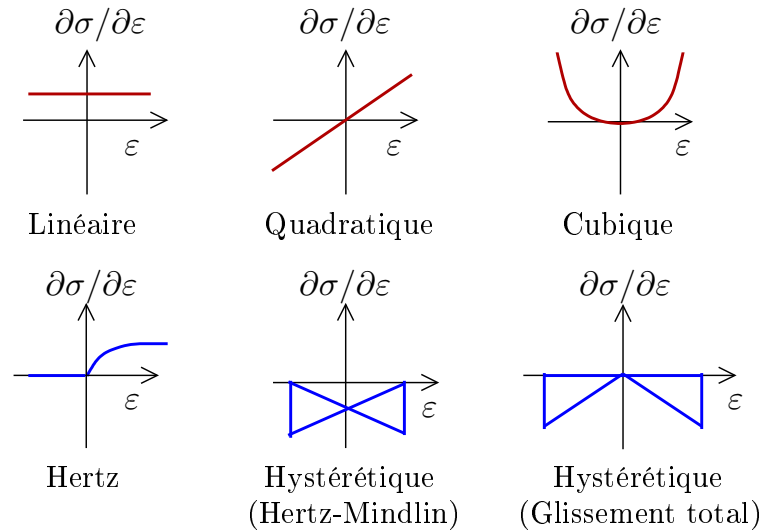 ∂σ/∂ε ∂σ/∂ε ∂σ/∂ε
ε ε ε
Linéaire Quadratique Cubique
∂σ/∂ε ∂σ/∂ε ∂σ/∂ε
ε ε ε
Hertz Hystérétique Hystérétique
(Hertz-Mindlin) (Glissement total)